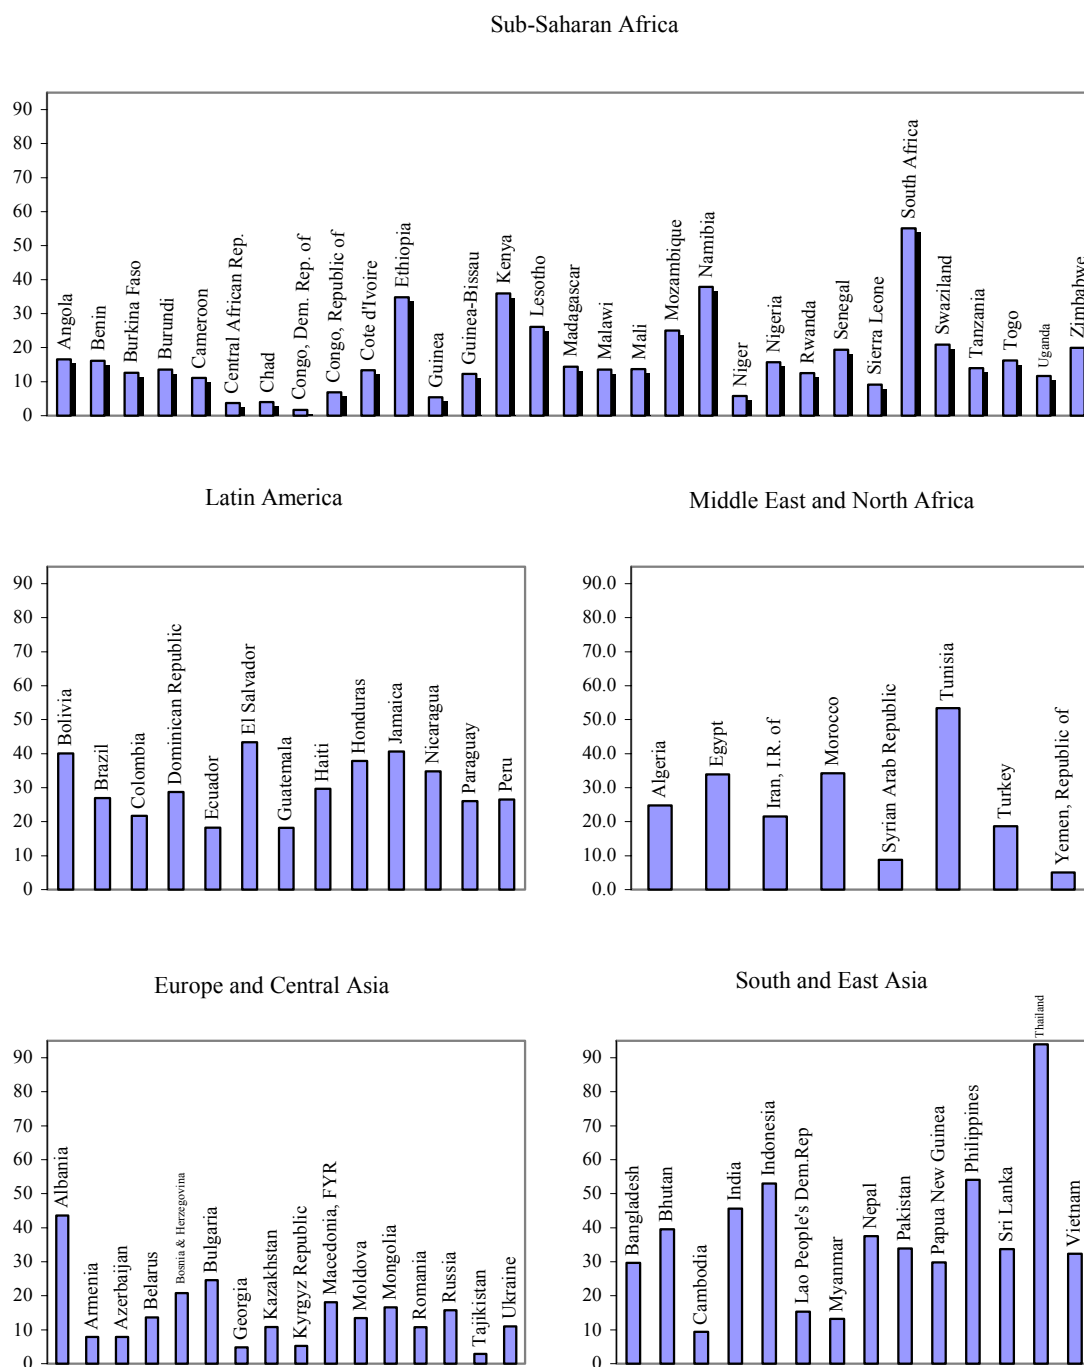 Sub-Saharan Africa
90
80
70
60
50
40
30
20
10
0
Angola
Benin
Burkina Faso
Burundi
Cameroon
Central African Rep.
Chad
Congo, Dem. Rep. of
Congo, Republic of
Cote d'Ivoire
Ethiopia
Guinea
Guinea-Bissau
Kenya
Lesotho
Madagascar
Malawi
Mali
Mozambique
Namibia
Niger
Nigeria
Rwanda
Senegal
Sierra Leone
South Africa
Swaziland
Tanzania
Togo
Uganda
Zimbabwe
Latin America
90
80
70
60
50
40
30
20
10
0
Bolivia
Brazil
Colombia
Dominican Republic
Ecuador
El Salvador
Guatemala
Haiti
Honduras
Jamaica
Nicaragua
Paraguay
Peru
Middle East and North Africa
90.0
80.0
70.0
60.0
50.0
40.0
30.0
20.0
10.0
0.0
Algeria
Egypt
Iran, I.R. of
Morocco
Syrian Arab Republic
Tunisia
Turkey
Yemen, Republic of
Europe and Central Asia
90
80
70
60
50
40
30
20
10
0
Albania
Armenia
Azerbaijan
Belarus
Bosnia & Herzegovina
Bulgaria
Georgia
Kazakhstan
Kyrgyz Republic
Macedonia, FYR
Moldova
Mongolia
Romania
Russia
Tajikistan
Ukraine
South and East Asia
90
80
70
60
50
40
30
20
10
0
Bangladesh
Bhutan
Cambodia
India
Indonesia
Lao People's Dem.Rep
Myanmar
Nepal
Pakistan
Papua New Guinea
Philippines
Sri Lanka
Thailand
Vietnam